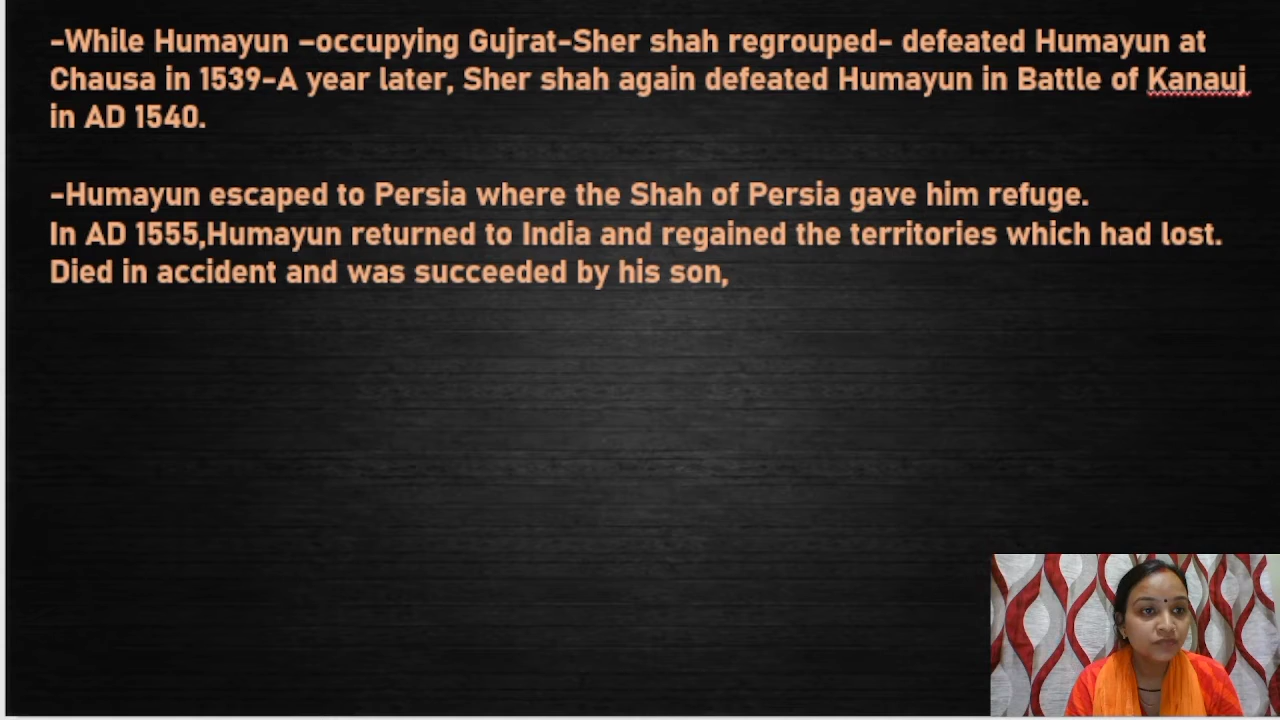 -While Humayun -occupying Gujrat-Sher shah regrouped- defeated Humayun at
Chausa in 1539-A year later, Sher shah again defeated Humayun in Battle of Kanauj
in AD 1540.
-Humayun escaped to Persia where the Shah of Persia gave him refuge.
In AD 1555,Humayun returned to India and regained the territories which had lost.
Died in accident and was succeeded by his son,